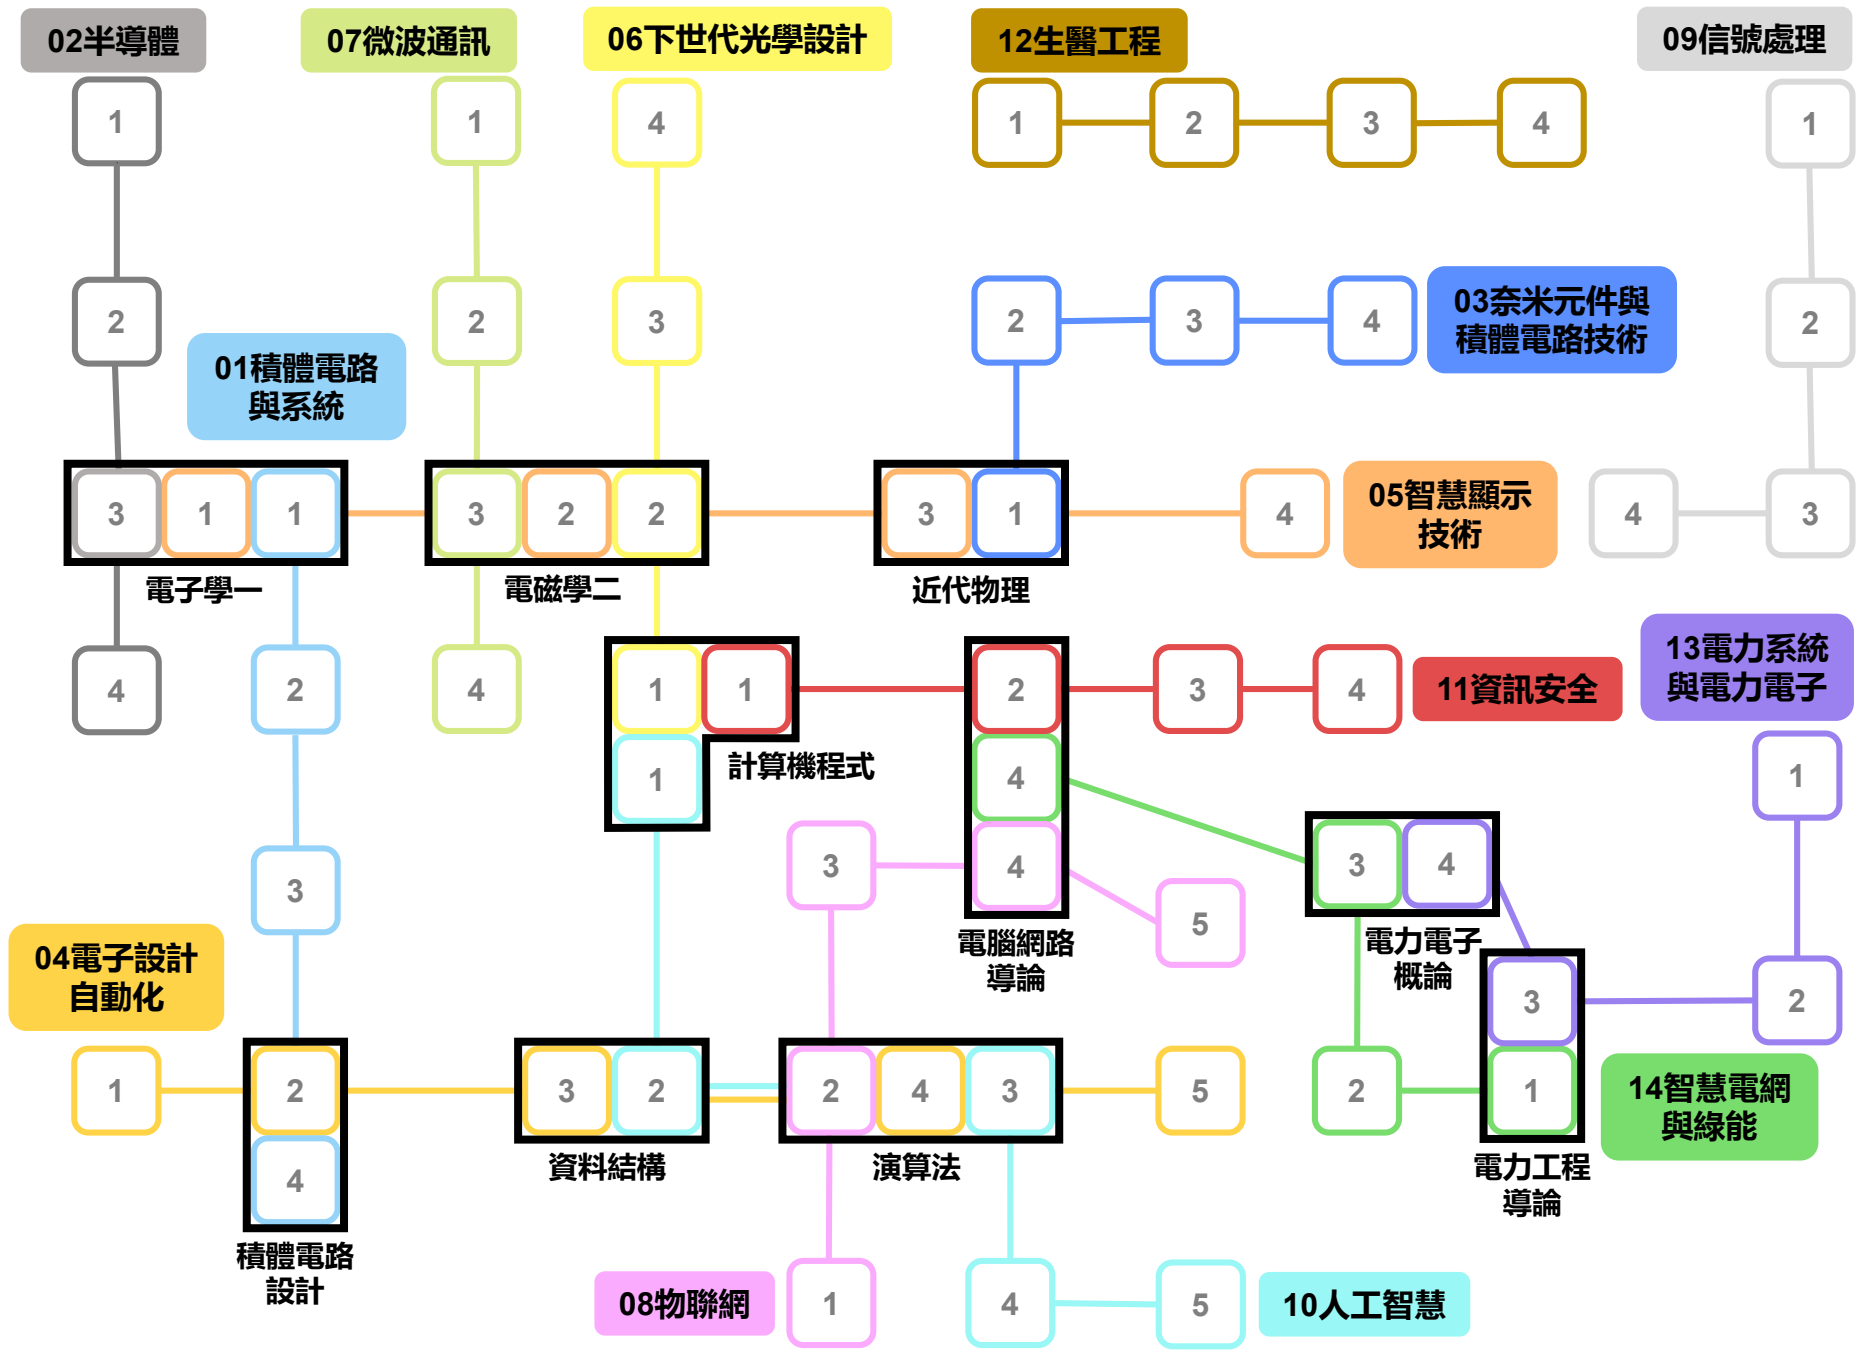 02半導體
07微波通訊
06下世代光學設計
12生醫工程
09信號處理
1
1
4
1
2
3
4
1
2
2
3
2
3
4
03奈米元件與
積體電路技術
2
01積體電路
與系統
3
1
1
3
2
2
3
1
4
05智慧顯示
技術
4
3
電子學一
電磁學二
近代物理
4
2
4
1
1
2
3
4
11資訊安全
13電力系統
與電力電子
1
計算機程式
4
1
3
3
4
5
3
4
電腦網路
導論
電力電子
概論
04電子設計
自動化
3
2
1
2
3
2
2
4
3
5
2
1
14智慧電網
與綠能
4
資料結構
演算法
電力工程
導論
積體電路
設計
08物聯網
1
4
5
10人工智慧